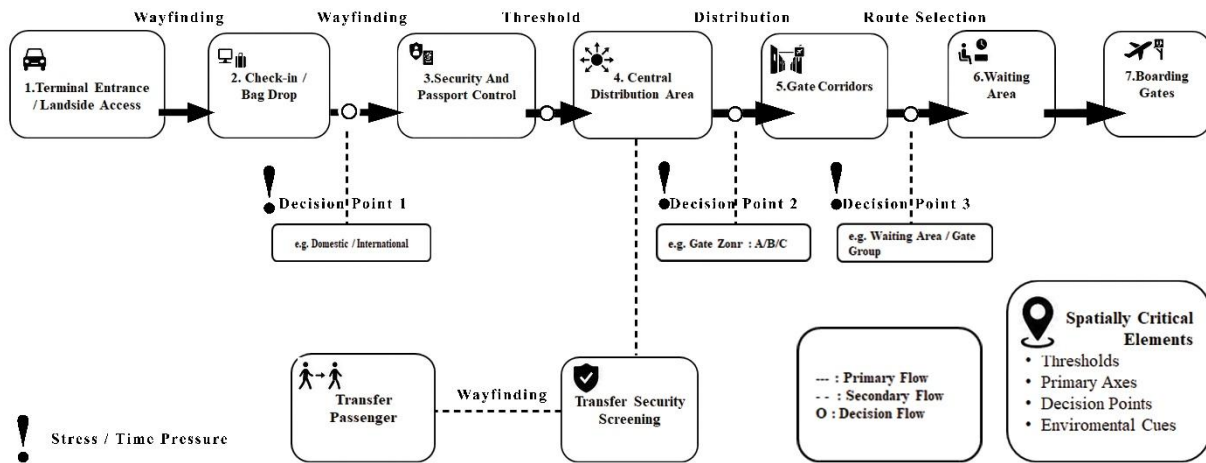 Wayfinding
Wayfinding
Threshold
Distribution
Route Selection
1.Terminal Entrance
/ Landside Access
2. Check-in /
Bag Drop
3.Security And
Passport Control
4. Central
Distribution Area
5.Gate Corridors
6.Waiting
Area
7.Boarding
Gates
Decision Point 1
Decision Point 2
Decision Point 3
e.g. Domestic / International
e.g. Gate Zonr : A/B/C
e.g. Waiting Area / Gate
Group
Transfer
Passenger
Wayfinding
Transfer Security
Screening
--- : Primary Flow
- - : Secondary Flow
O : Decision Flow
Spatially Critical
Elements
• Thresholds
• Primary Axes
• Decision Points
• Enviromental Cues
Stress / Time Pressure